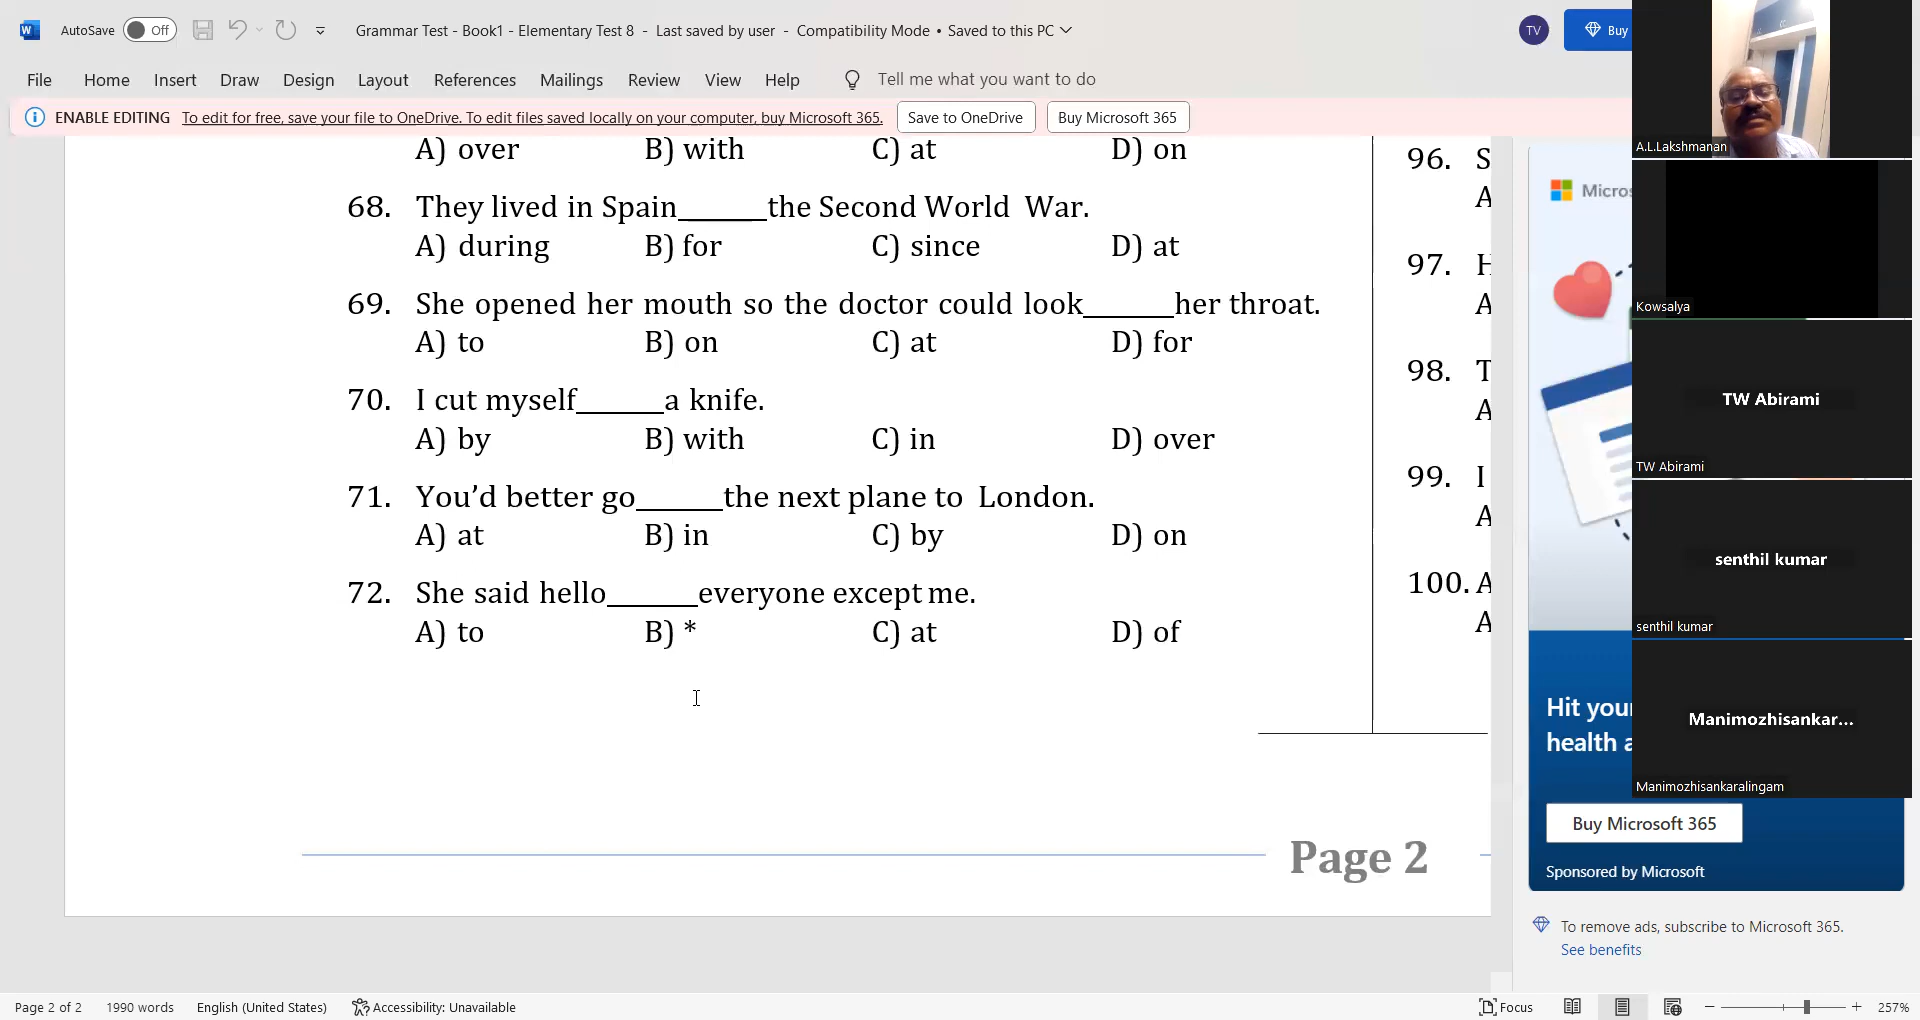 AutoSave Off Grammar Test - Book1 - Elementary Test 8 - Last saved by user - Compatibility Mode • Saved to this PC TV Buy
File Home Insert Draw Design Layout References Mailings Review View Help Tell me what you want to do
ENABLE EDITING To edit for free, save your file to OneDrive. To edit files saved locally on your computer, buy Microsoft 365. Save to OneDrive Buy Microsoft 365
A) over B) with C) at D) on
68. They lived in Spain_______the Second World War.
A) during B) for C) since D) at
69. She opened her mouth so the doctor could look_______her throat.
A) to B) on C) at D) for
70. I cut myself_______a knife.
A) by B) with C) in D) over
71. You’d better go_______the next plane to London.
A) at B) in C) by D) on
72. She said hello_______everyone except me.
A) to B) * C) at D) of
96. S
A
97. H
A
98. T
A
99. I
A
100. A
A
Page 2
A.L.Lakshmanan
Kowsalya
TW Abirami
TW Abirami
senthil kumar
senthil kumar
Manimozhisankar...
Manimozhisankaralingam
Micros
Hit your
health a
Buy Microsoft 365
Sponsored by Microsoft
To remove ads, subscribe to Microsoft 365.
See benefits
Page 2 of 2 1990 words English (United States) Accessibility: Unavailable Focus 257%